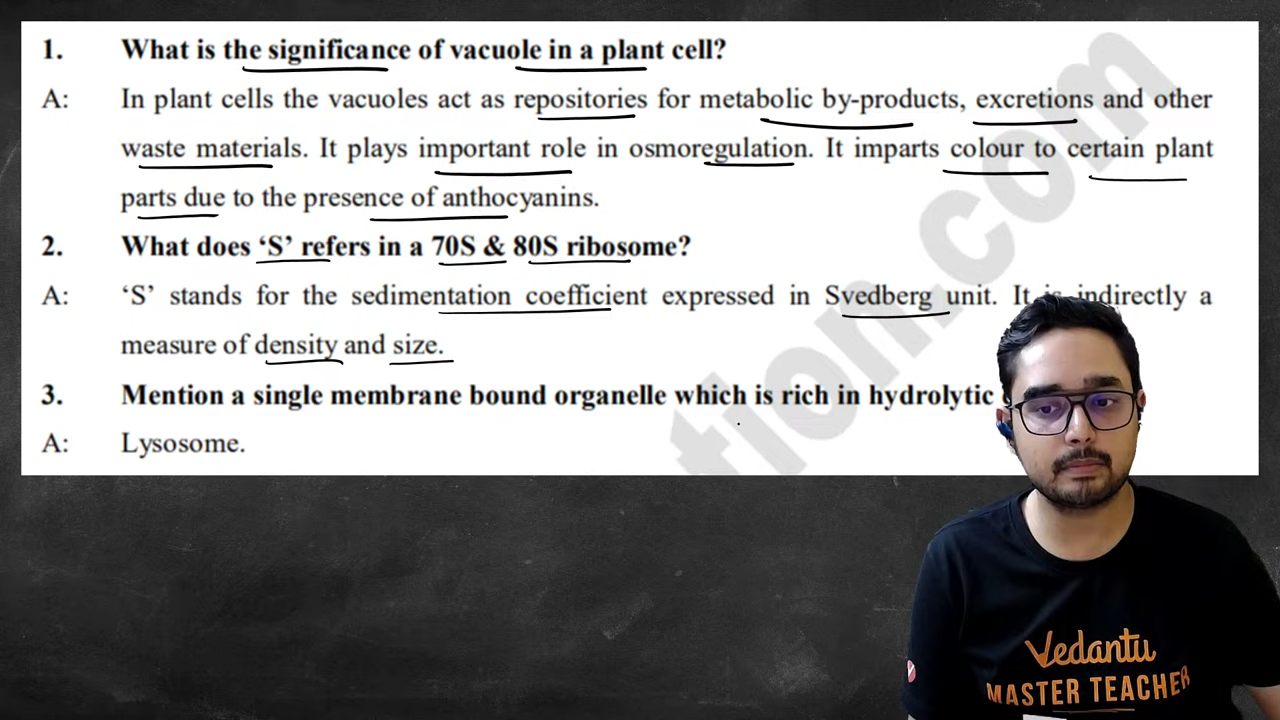 1. What is the significance of vacuole in a plant cell?
A: In plant cells the vacuoles act as repositories for metabolic by-products, excretions and other
waste materials. It plays important role in osmoregulation. It imparts colour to certain plant
parts due to the presence of anthocyanins.
2. What does ‘S’ refers in a 70S & 80S ribosome?
A: ‘S’ stands for the sedimentation coefficient expressed in Svedberg unit. It is indirectly a
measure of density and size.
3. Mention a single membrane bound organelle which is rich in hydrolytic
A: Lysosome.
tion.com
Vedantu
MASTER TEACHER